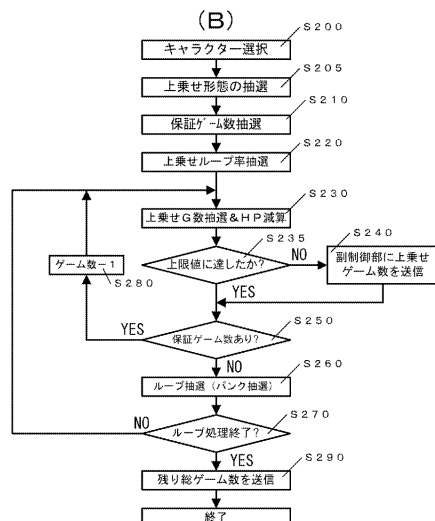 (B)
S200
キャラクター選択
S205
上乗せ形態の抽選
S210
保証ゲーム数抽選
S220
上乗せループ率抽選
S230
上乗せG数抽選&HP減算
S235
上限値に達したか?
NO
S240
副制御部に上乗せ
ゲーム数を送信
ゲーム数－1
S280
YES
S250
保証ゲーム数あり?
YES
NO
S260
ループ抽選(バンク抽選)
S270
ループ処理終了?
NO
YES
S290
残り総ゲーム数を送信
終了